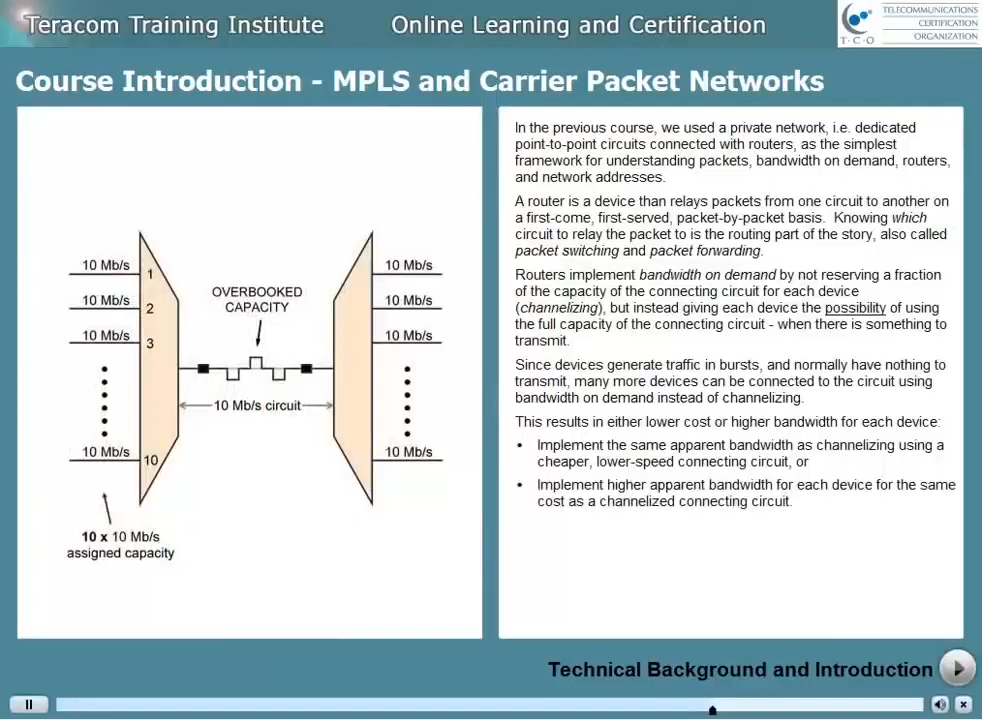 Teracom Training Institute
Online Learning and Certification
TELECOMMUNICATIONS
CERTIFICATION
ORGANIZATION
T·C·O
Course Introduction - MPLS and Carrier Packet Networks
10 Mb/s
1
10 Mb/s
2
10 Mb/s
3
10 Mb/s
10
OVERBOOKED
CAPACITY
10 Mb/s circuit
10 Mb/s
10 Mb/s
10 Mb/s
10 Mb/s
10 x 10 Mb/s
assigned capacity
In the previous course, we used a private network, i.e. dedicated
point-to-point circuits connected with routers, as the simplest
framework for understanding packets, bandwidth on demand, routers,
and network addresses.
A router is a device than relays packets from one circuit to another on
a first-come, first-served, packet-by-packet basis.  Knowing which
circuit to relay the packet to is the routing part of the story, also called
packet switching and packet forwarding.
Routers implement bandwidth on demand by not reserving a fraction
of the capacity of the connecting circuit for each device
(channelizing), but instead giving each device the possibility of using
the full capacity of the connecting circuit - when there is something to
transmit.
Since devices generate traffic in bursts, and normally have nothing to
transmit, many more devices can be connected to the circuit using
bandwidth on demand instead of channelizing.
This results in either lower cost or higher bandwidth for each device:
• Implement the same apparent bandwidth as channelizing using a
cheaper, lower-speed connecting circuit, or
• Implement higher apparent bandwidth for each device for the same
cost as a channelized connecting circuit.
Technical Background and Introduction